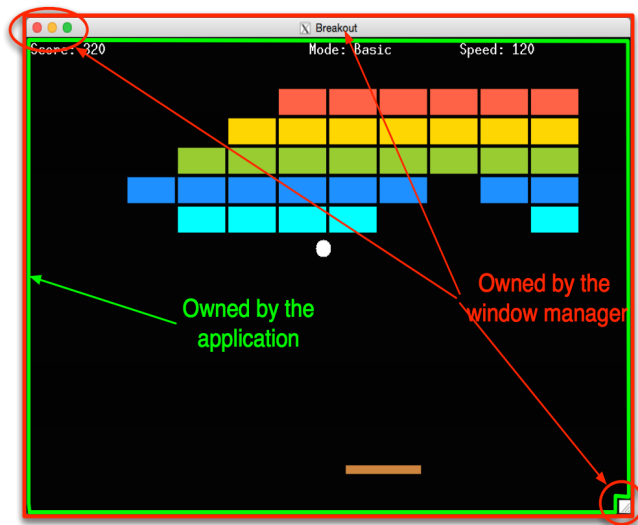 Breakout
Score: 320 Mode: Basic Speed: 120
Owned by the
window manager
Owned by the
application